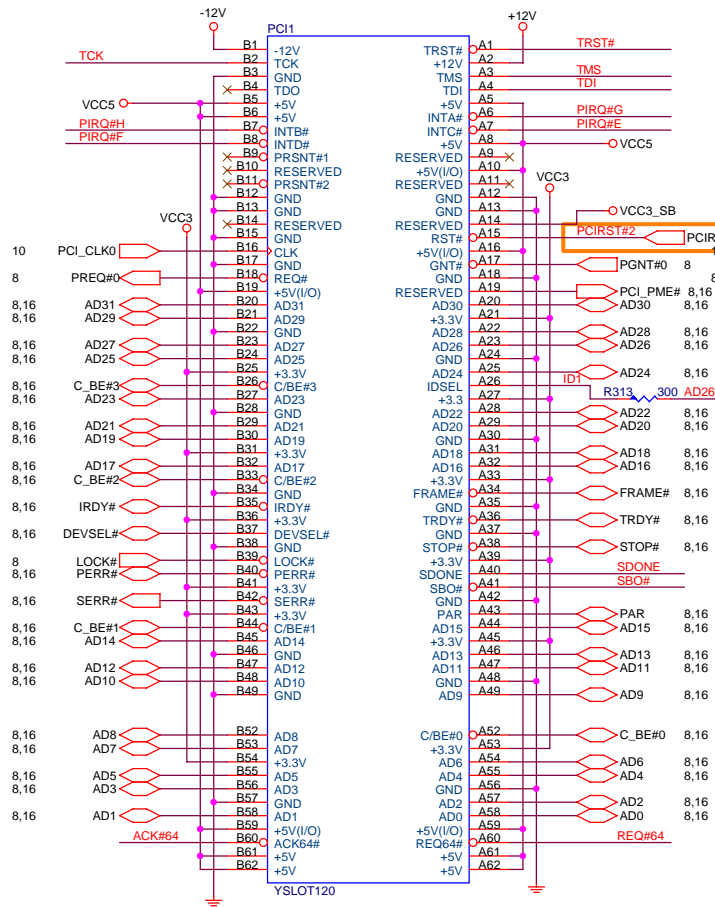 -12V +12V
PCI1
B1 -12V TRST# A1 TRST#
TCK B2 TCK +12V A2
B3 GND TMS A3 TMS
B4 TDO TDI A4 TDI
VCC5 B5 +5V +5V A5
B6 +5V INTA# A6 PIRQ#G
PIRQ#H B7 INTB# INTC# A7 PIRQ#E
PIRQ#F B8 INTD# +5V A8 VCC5
B9 PRSNT#1 RESERVED A9
B10 RESERVED +5V(I/O) A10
B11 PRSNT#2 RESERVED A11
VCC3
B12 GND GND A12
B13 GND GND A13
VCC3 B14 RESERVED RESERVED A14 VCC3_SB
B15 GND RST# A15 PCIRST#2 PCIR
10 PCI_CLK0 B16 CLK +5V(I/O) A16
B17 GND GNT# A17 PGNT#0 8
8 PREQ#0 B18 REQ# GND A18 8
B19 +5V(I/O) RESERVED A19 PCI_PME# 8,16
8,16 AD31 B20 AD31 AD30 A20 AD30 8,16
8,16 AD29 B21 AD29 +3.3V A21
B22 GND AD28 A22 AD28 8,16
8,16 AD27 B23 AD27 AD26 A23 AD26 8,16
8,16 AD25 B24 AD25 GND A24
B25 +3.3V AD24 A25 AD24 8,16
8,16 C_BE#3 B26 C/BE#3 IDSEL A26 ID1 R313 300 AD26
8,16 AD23 B27 AD23 +3.3 A27
B28 GND AD22 A28 AD22 8,16
8,16 AD21 B29 AD21 AD20 A29 AD20 8,16
8,16 AD19 B30 AD19 GND A30
B31 +3.3V AD18 A31 AD18 8,16
8,16 AD17 B32 AD17 AD16 A32 AD16 8,16
8,16 C_BE#2 B33 C/BE#2 +3.3V A33
B34 GND FRAME# A34 FRAME# 8,16
8,16 IRDY# B35 IRDY# GND A35
B36 +3.3V TRDY# A36 TRDY# 8,16
8,16 DEVSEL# B37 DEVSEL# GND A37
B38 GND STOP# A38 STOP# 8,16
8 LOCK# B39 LOCK# +3.3V A39
8,16 PERR# B40 PERR# SDONE A40 SDONE
B41 +3.3V SBO# A41 SBO#
8,16 SERR# B42 SERR# GND A42
B43 +3.3V PAR A43 PAR 8,16
8,16 C_BE#1 B44 C/BE#1 AD15 A44 AD15 8,16
8,16 AD14 B45 AD14 +3.3V A45
B46 GND AD13 A46 AD13 8,16
8,16 AD12 B47 AD12 AD11 A47 AD11 8,16
8,16 AD10 B48 AD10 GND A48
B49 GND AD9 A49 AD9 8,16
8,16 AD8 B52 AD8 C/BE#0 A52 C_BE#0 8,16
8,16 AD7 B53 AD7 +3.3V A53
B54 +3.3V AD6 A54 AD6 8,16
8,16 AD5 B55 AD5 AD4 A55 AD4 8,16
8,16 AD3 B56 AD3 GND A56
B57 GND AD2 A57 AD2 8,16
8,16 AD1 B58 AD1 AD0 A58 AD0 8,16
B59 +5V(I/O) +5V(I/O) A59
ACK#64 B60 ACK64# REQ64# A60 REQ#64
B61 +5V +5V A61
B62 +5V +5V A62
YSLOT120